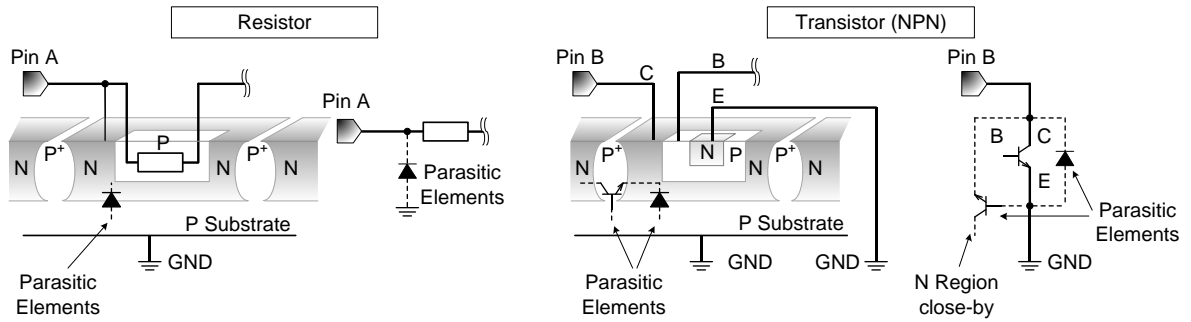 Resistor
Transistor (NPN)
Pin A
Pin B
C
B
E
Pin B
Pin A
N
P+
N
P
P+
N
Parasitic
Elements
N
P+
N
N
P
P+
N
B
C
E
P Substrate
GND
Parasitic
Elements
P Substrate
GND
GND
Parasitic
Elements
Parasitic
Elements
N Region
close-by
GND